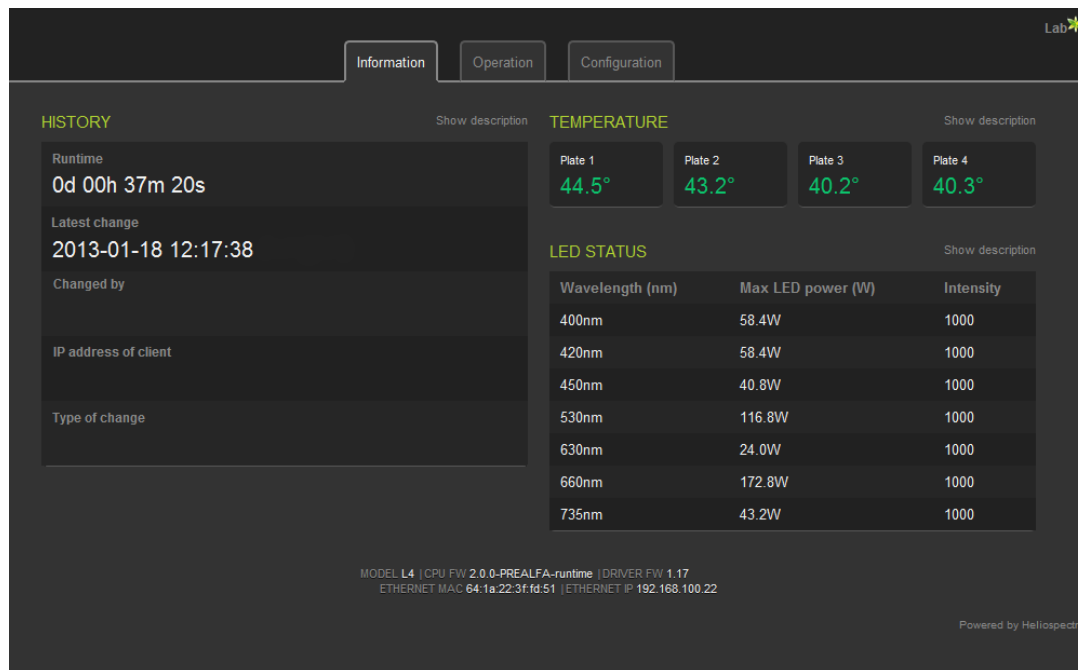 Lab
Information Operation Configuration
HISTORY Show description
Runtime
0d 00h 37m 20s
Latest change
2013-01-18 12:17:38
Changed by
IP address of client
Type of change
TEMPERATURE Show description
Plate 1 Plate 2 Plate 3 Plate 4
44.5° 43.2° 40.2° 40.3°
LED STATUS Show description
Wavelength (nm) Max LED power (W) Intensity
400nm 58.4W 1000
420nm 58.4W 1000
450nm 40.8W 1000
530nm 116.8W 1000
630nm 24.0W 1000
660nm 172.8W 1000
735nm 43.2W 1000
MODEL L4 | CPU FW 2.0.0-PREALFA-runtime | DRIVER FW 1.17
ETHERNET MAC 64:1a:22:3f:fd:51 | ETHERNET IP 192.168.100.22
Powered by Heliospectr